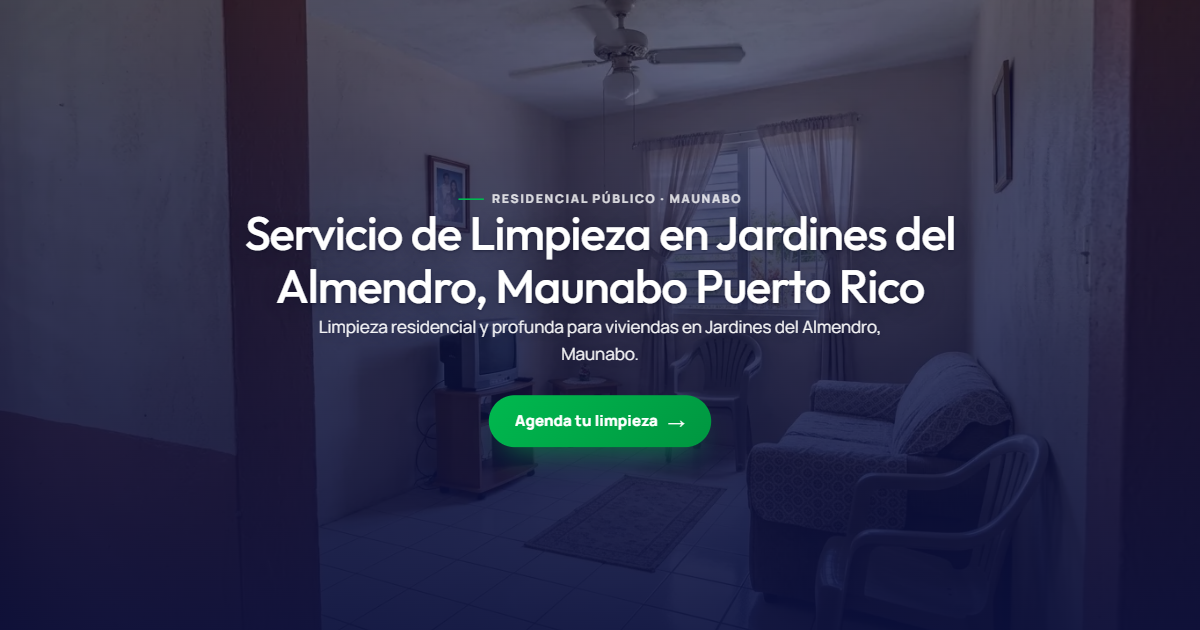 RESIDENCIAL PÚBLICO · MAUNABO
Servicio de Limpieza en Jardines del
Almendro, Maunabo Puerto Rico
Limpieza residencial y profunda para viviendas en Jardines del Almendro,
Maunabo.
Agenda tu limpieza →